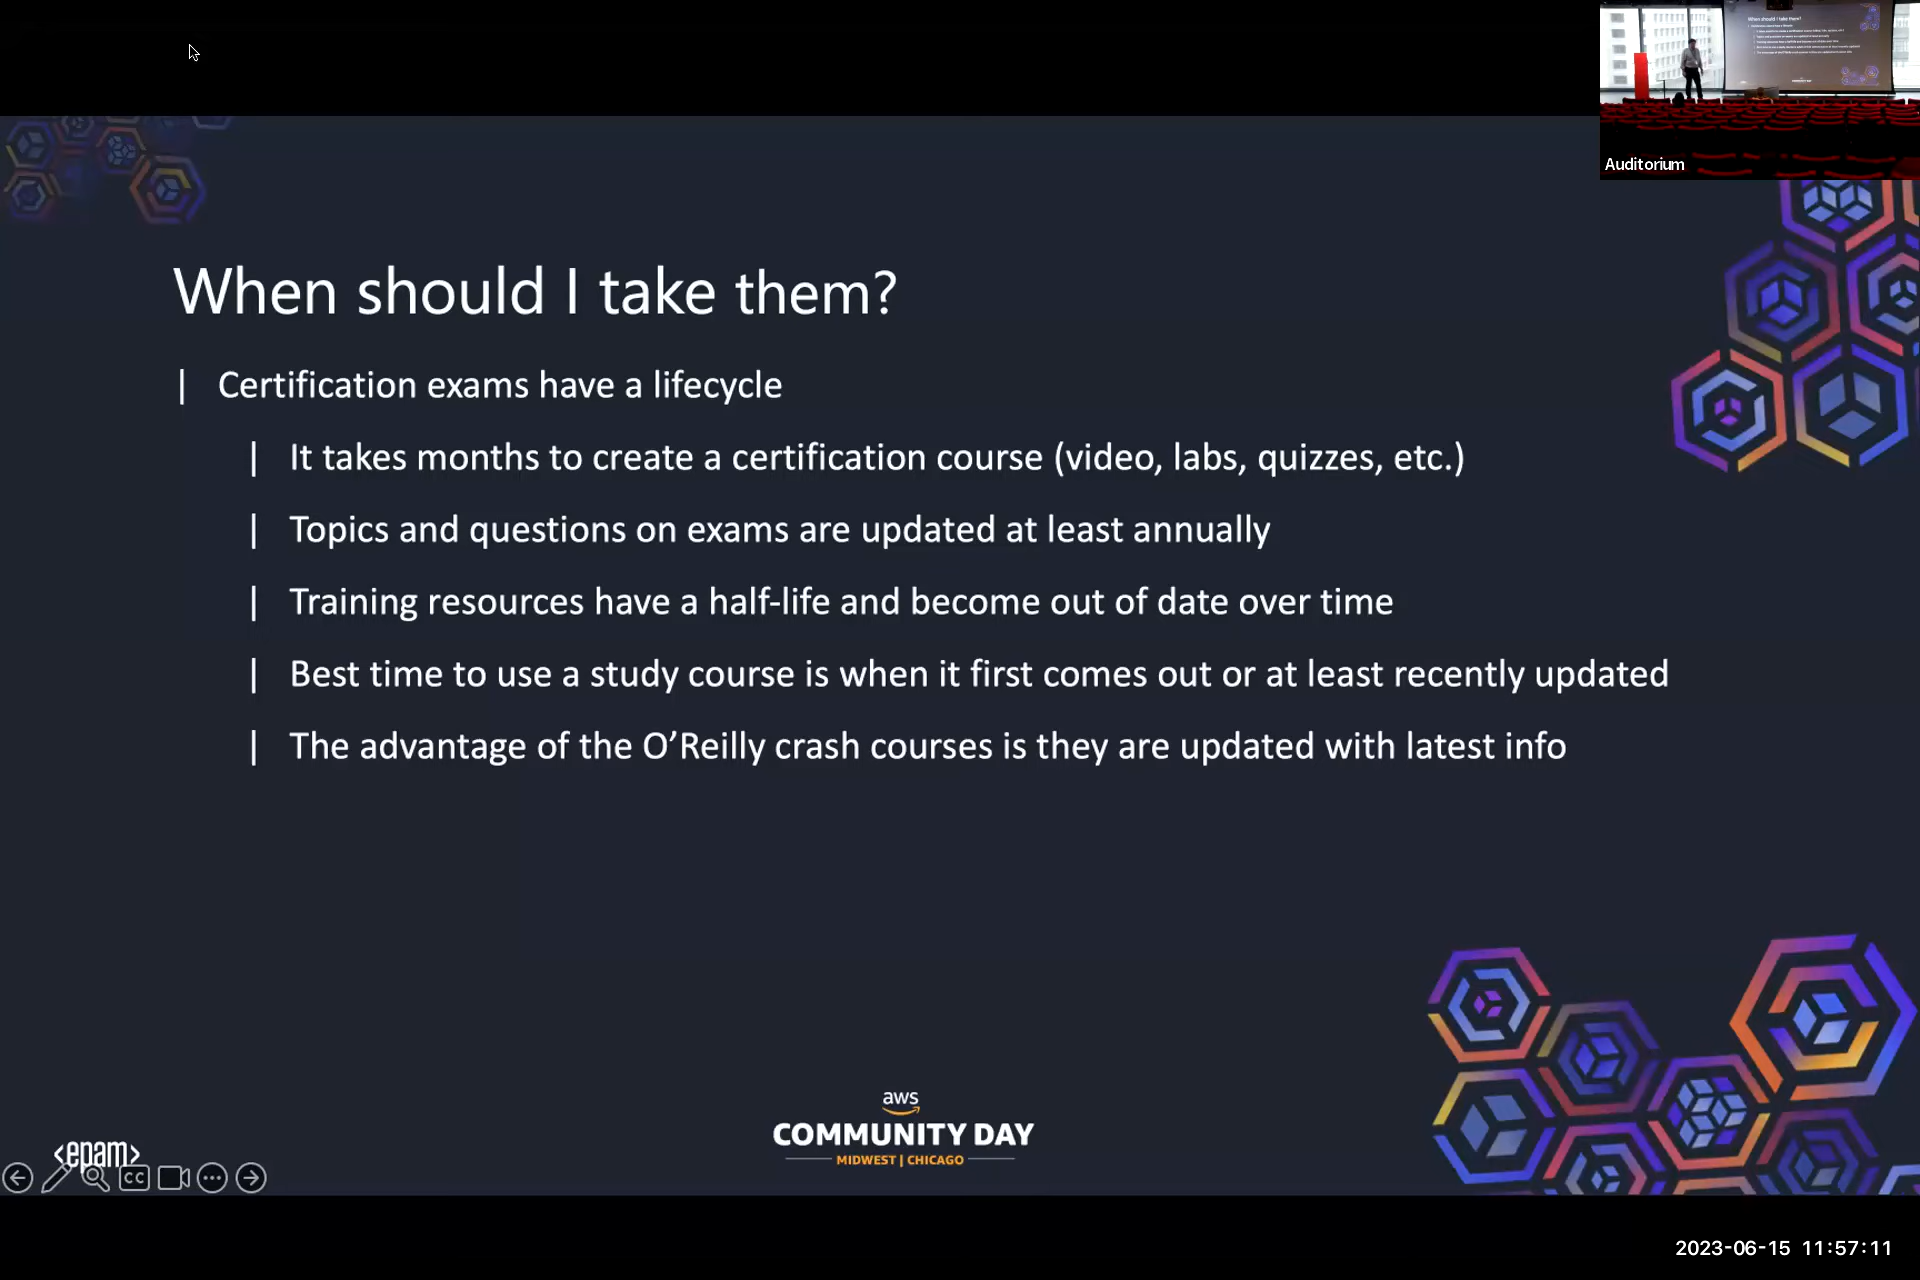 Auditorium
When should I take them?
| Certification exams have a lifecycle
| It takes months to create a certification course (video, labs, quizzes, etc.)
| Topics and questions on exams are updated at least annually
| Training resources have a half-life and become out of date over time
| Best time to use a study course is when it first comes out or at least recently updated
| The advantage of the O’Reilly crash courses is they are updated with latest info
aws
COMMUNITY DAY
MIDWEST | CHICAGO
<epam>
CC
2023-06-15 11:57:11